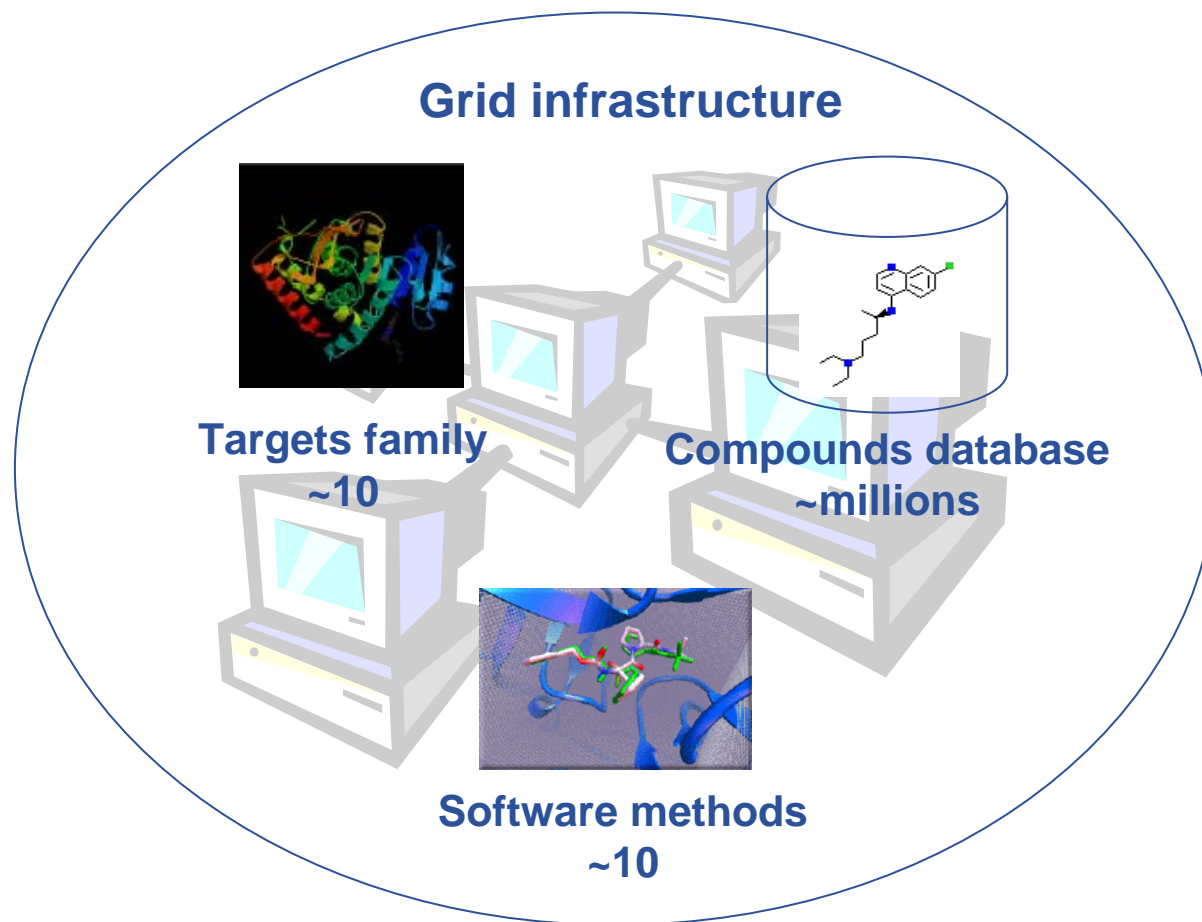 Grid infrastructure
Targets family
~10
Compounds database
~millions
Software methods
~10